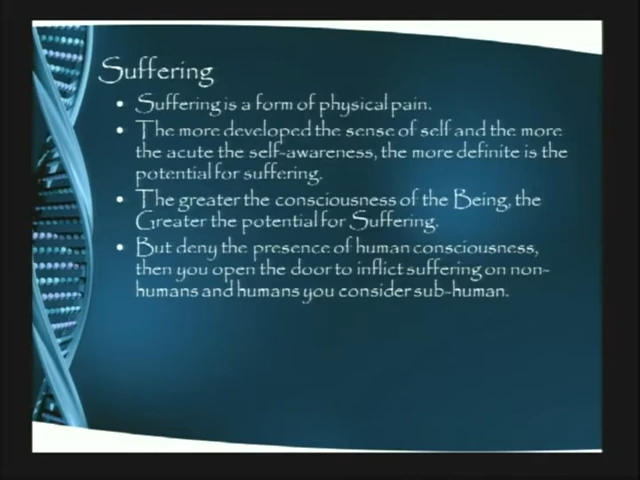 Suffering
• Suffering is a form of physical pain.
• The more developed the sense of self and the more
the acute the self-awareness, the more definite is the
potential for suffering.
• The greater the consciousness of the Being, the
Greater the potential for Suffering.
• But deny the presence of human consciousness,
then you open the door to inflict suffering on non-
humans and humans you consider sub-human.